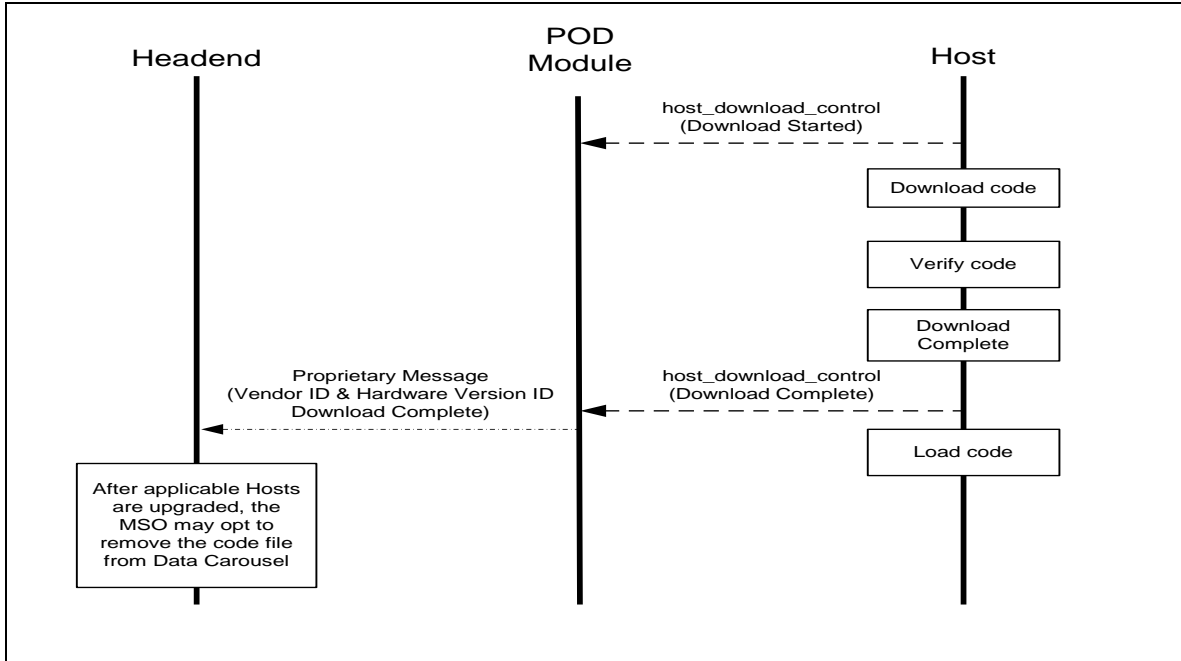 Headend
POD
Module
Host
host_download_control
(Download Started)
Download code
Verify code
Download
Complete
Proprietary Message
(Vendor ID & Hardware Version ID
Download Complete)
host_download_control
(Download Complete)
Load code
After applicable Hosts
are upgraded, the
MSO may opt to
remove the code file
from Data Carousel